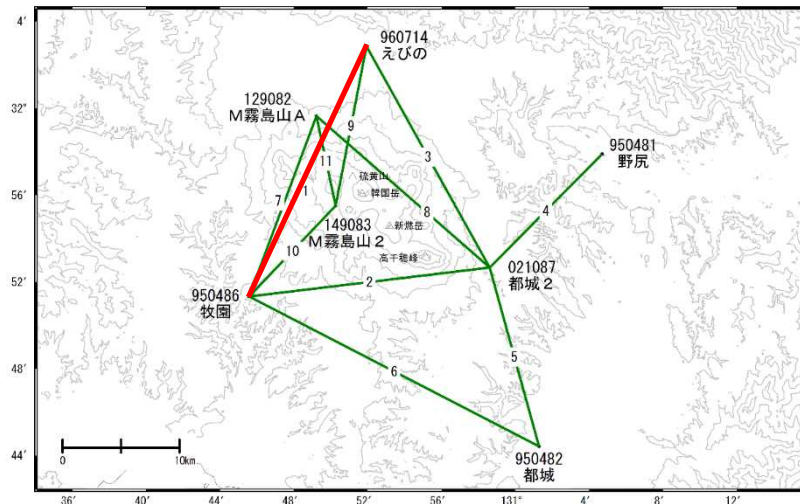 4′
960714
えびの
32′
129082
M霧島山A
9
3
950481
野尻
56′
11
硫黄山
韓国岳
7
1
8
4
149083
M霧島山2
新燃岳
10
高千穂峰
021087
都城2
52′
2
950486
牧園
48′
6
5
44′
0
10km
950482
都城
36′
40′
44′
48′
52′
56′
131°
4′
8′
12′